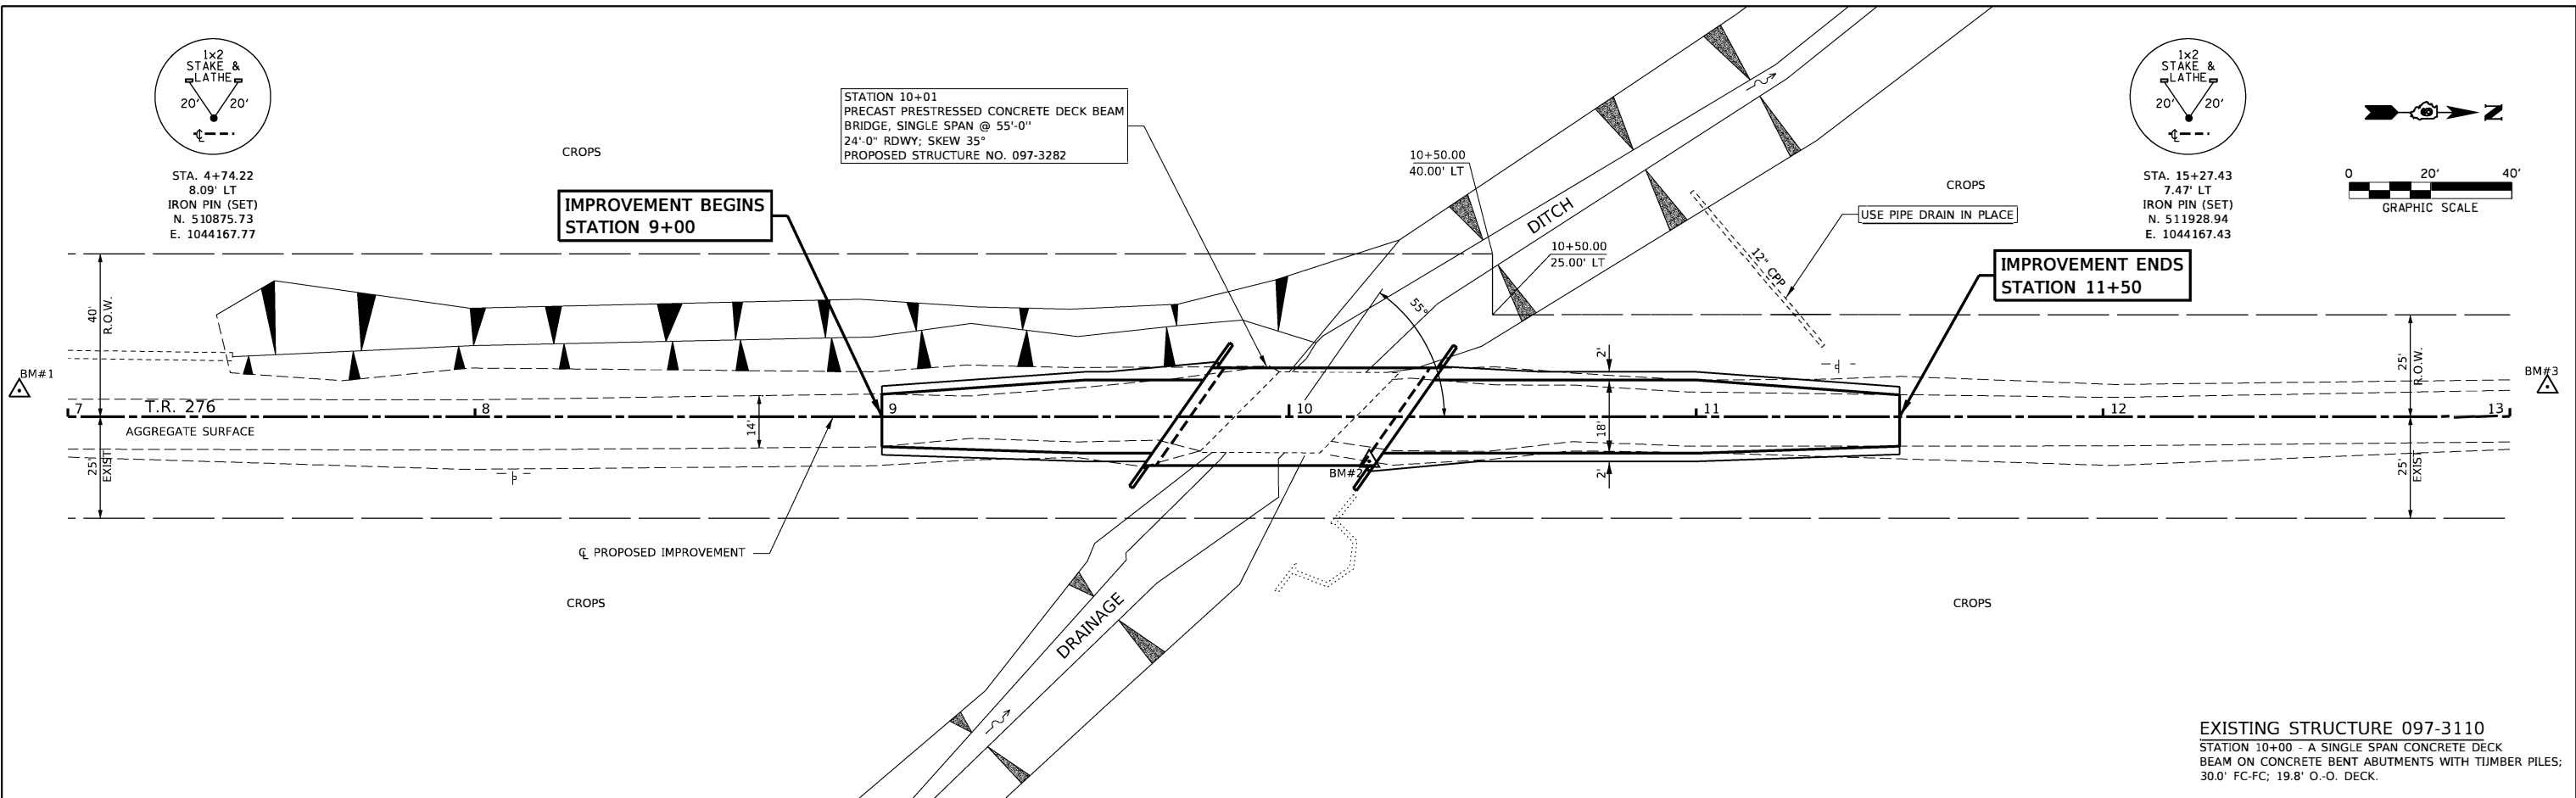 1x2
STAKE &
LATHE
20' 20'
℄
STA. 4+74.22
8.09' LT
IRON PIN (SET)
N. 510875.73
E. 1044167.77
CROPS
STATION 10+01
PRECAST PRESTRESSED CONCRETE DECK BEAM
BRIDGE, SINGLE SPAN @ 55'-0''
24'-0" RDWY; SKEW 35°
PROPOSED STRUCTURE NO. 097-3282
IMPROVEMENT BEGINS
STATION 9+00
10+50.00
40.00' LT
DITCH
10+50.00
25.00' LT
12" CPP
USE PIPE DRAIN IN PLACE
CROPS
1x2
STAKE &
LATHE
20' 20'
℄
STA. 15+27.43
7.47' LT
IRON PIN (SET)
N. 511928.94
E. 1044167.43
N
0 20' 40'
GRAPHIC SCALE
IMPROVEMENT ENDS
STATION 11+50
40'
R.O.W.
55°
2'
25'
R.O.W.
BM#1
BM#3
7 T.R. 276 8 9 10 11 12 13
AGGREGATE SURFACE
14'
18'
25'
EXIST
BM#2
2'
25'
EXIST
℄ PROPOSED IMPROVEMENT
CROPS
DRAINAGE
CROPS
EXISTING STRUCTURE 097-3110
STATION 10+00 - A SINGLE SPAN CONCRETE DECK
BEAM ON CONCRETE BENT ABUTMENTS WITH TIJMBER PILES;
30.0' FC-FC; 19.8' O.-O. DECK.